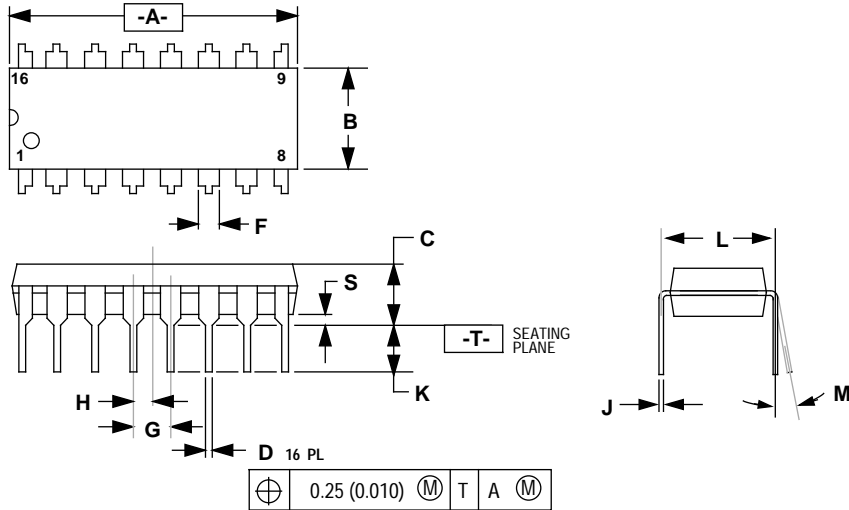 -A-
16 9
B
1 8
F
C
S
L
-T- SEATING
PLANE
K
H
G
J
M
D 16 PL
⌖ 0.25 (0.010) Ⓜ T A Ⓜ